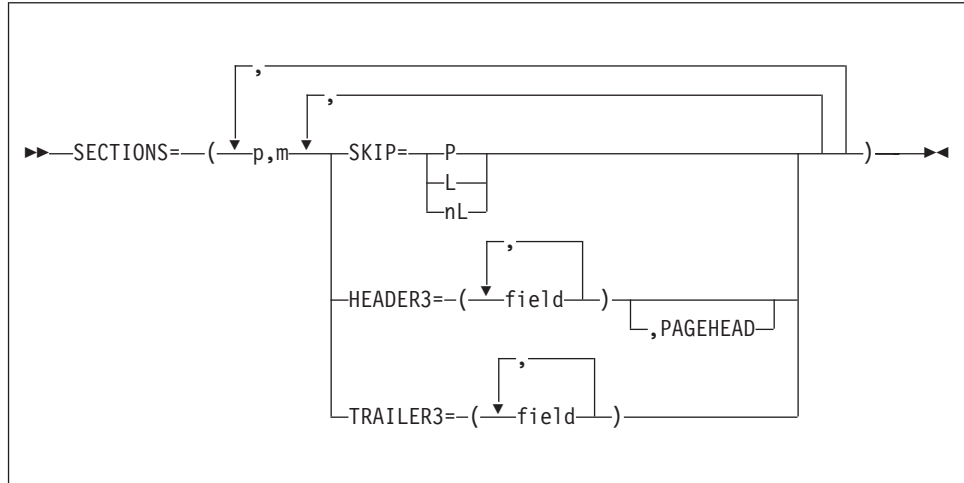 ,
,
SECTIONS= ( p,m SKIP= P )
L
nL
,
HEADER3= ( field )
,PAGEHEAD
,
TRAILER3= ( field )